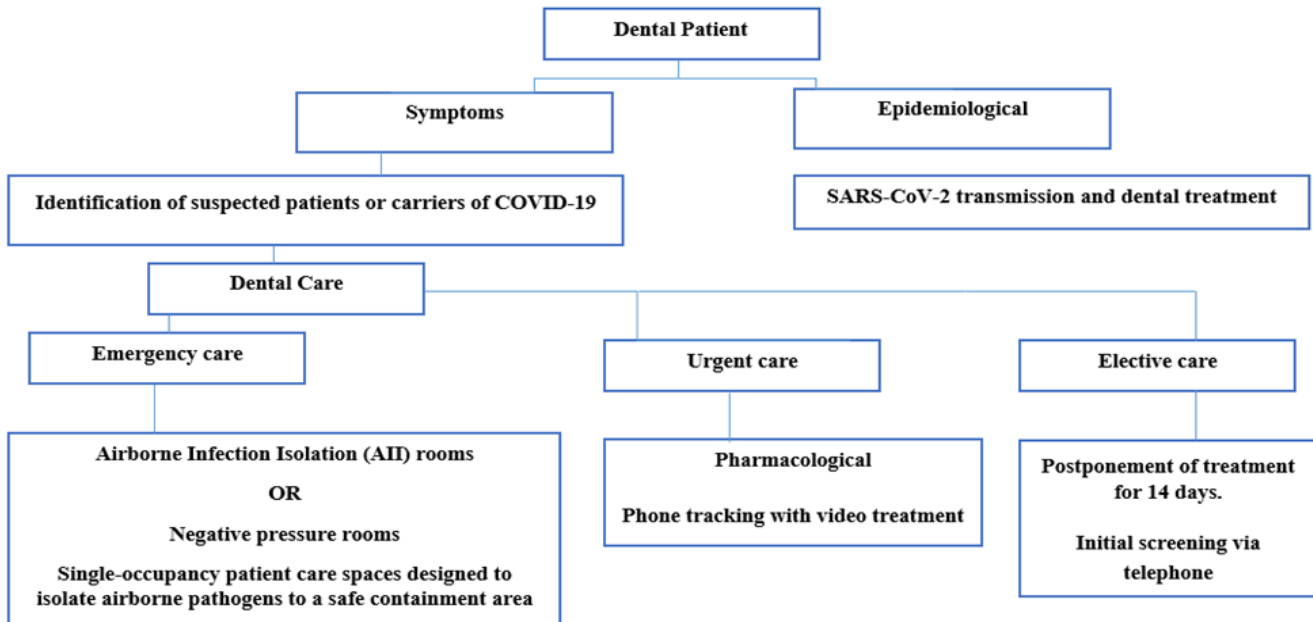 Dental Patient
Symptoms
Epidemiological
Identification of suspected patients or carriers of COVID-19
SARS-CoV-2 transmission and dental treatment
Dental Care
Emergency care
Urgent care
Elective care
Airborne Infection Isolation (AII) rooms
OR
Negative pressure rooms
Single-occupancy patient care spaces designed to
isolate airborne pathogens to a safe containment area
Pharmacological
Phone tracking with video treatment
Postponement of treatment
for 14 days.
Initial screening via
telephone